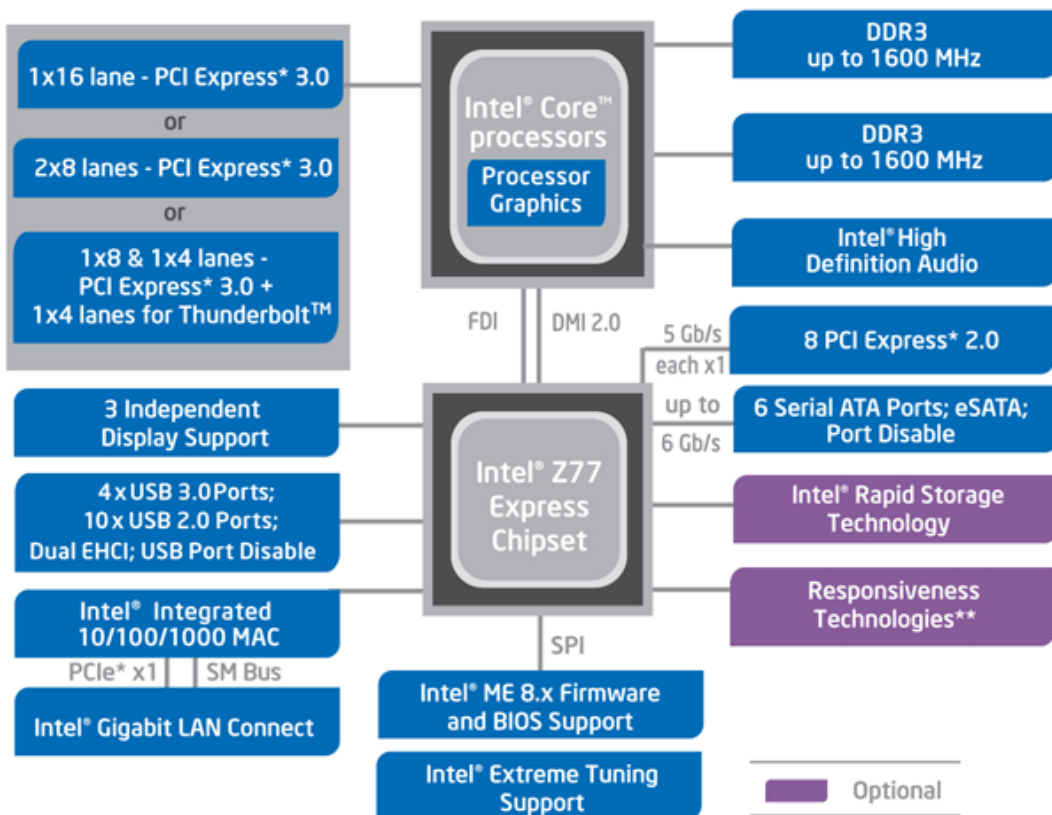 1x16 lane - PCI Express* 3.0
or
2x8 lanes - PCI Express* 3.0
or
1x8 & 1x4 lanes -
PCI Express* 3.0 +
1x4 lanes for Thunderbolt™
Intel® Core™
processors
Processor
Graphics
DDR3
up to 1600 MHz
DDR3
up to 1600 MHz
Intel® High
Definition Audio
FDI
DMI 2.0
5 Gb/s
each x1
8 PCI Express* 2.0
up to
6 Gb/s
6 Serial ATA Ports; eSATA;
Port Disable
3 Independent
Display Support
4 x USB 3.0 Ports;
10 x USB 2.0 Ports;
Dual EHCI; USB Port Disable
Intel® Z77
Express
Chipset
Intel® Rapid Storage
Technology
Responsiveness
Technologies**
Intel® Integrated
10/100/1000 MAC
PCIe* x1
SM Bus
Intel® Gigabit LAN Connect
SPI
Intel® ME 8.x Firmware
and BIOS Support
Intel® Extreme Tuning
Support
Optional